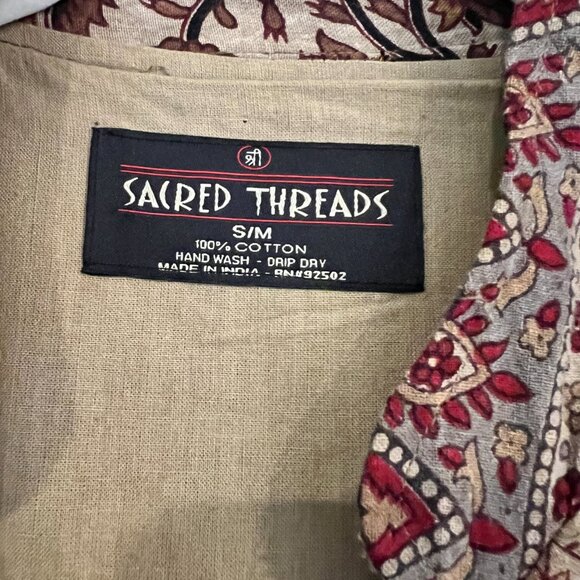 श्री
SACRED THREADS
S/M
100% COTTON
HAND WASH - DRIP DRY
MADE IN INDIA - RN#92502